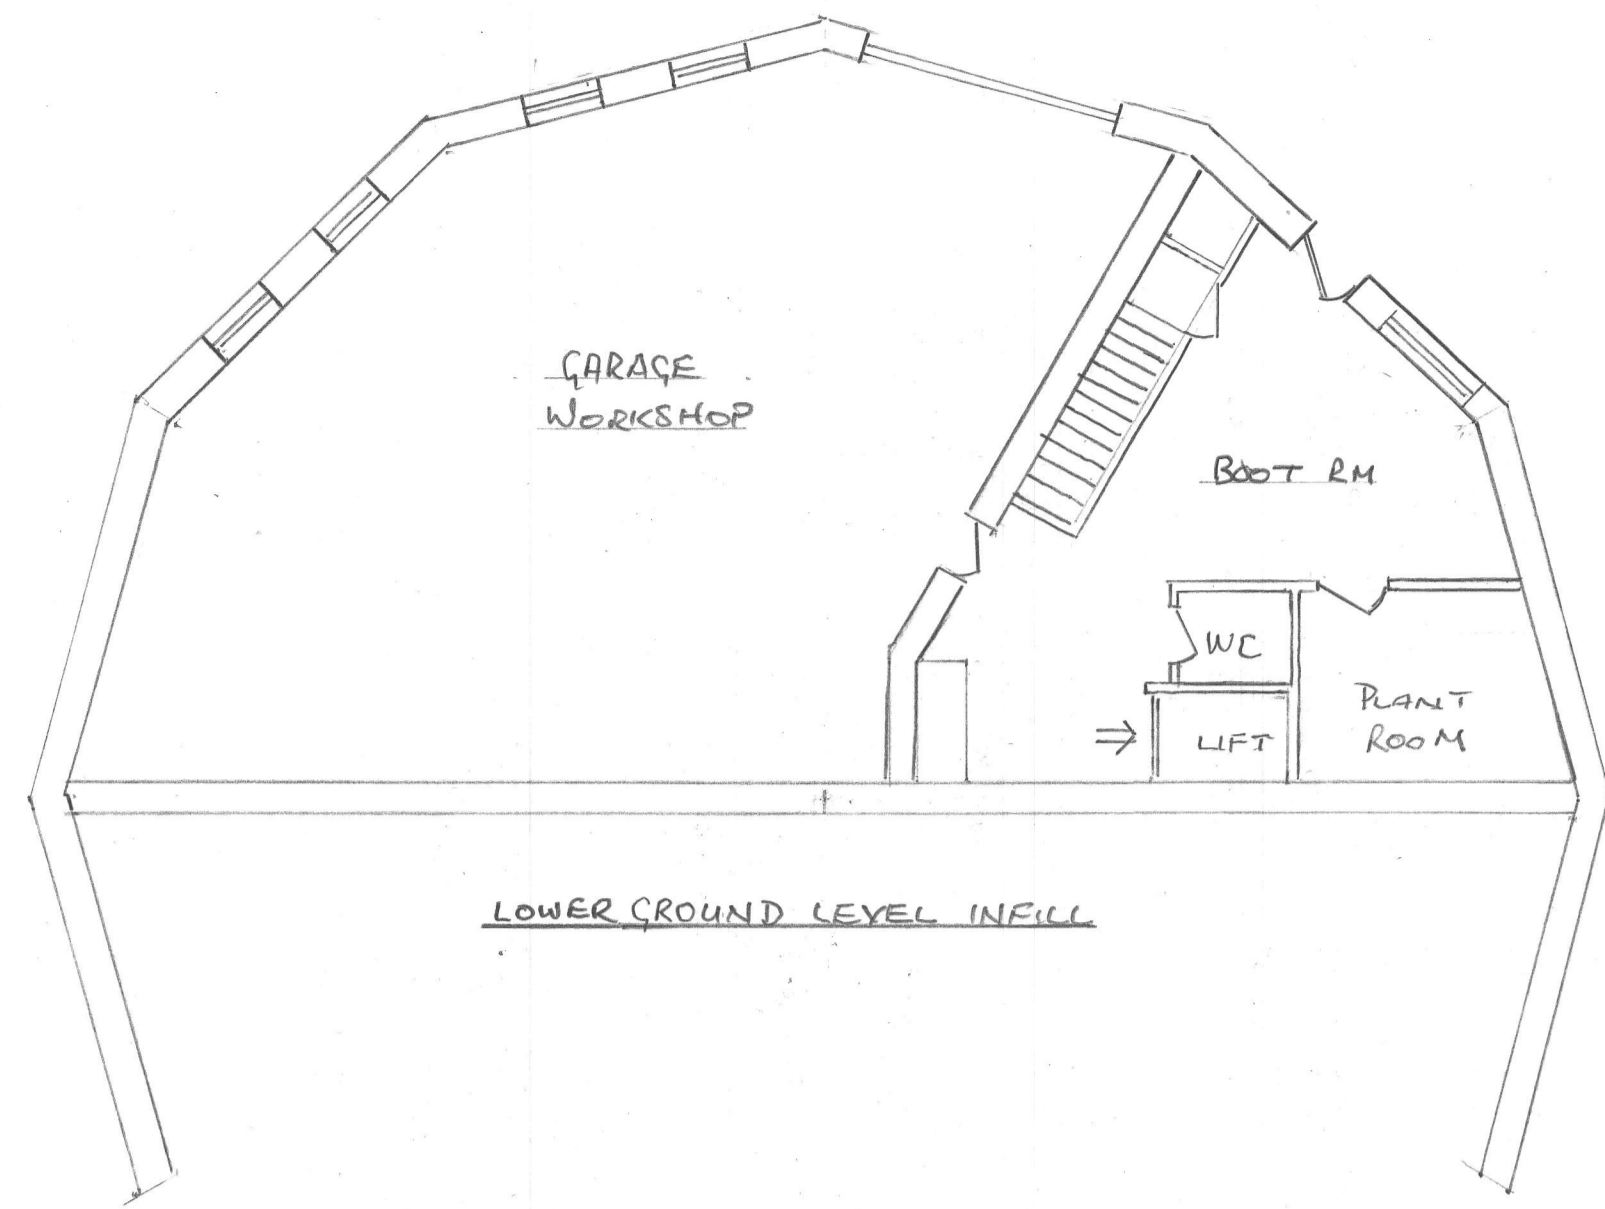 GARAGE
WORKSHOP
BOOT RM
WC
PLANT
ROOM
LIFT
LOWER GROUND LEVEL INFILL